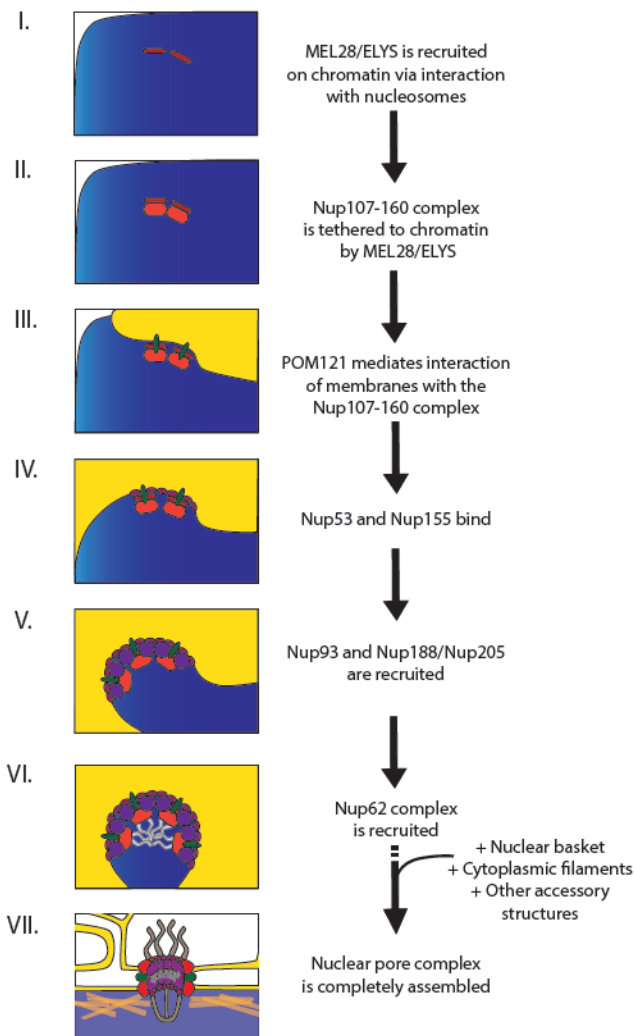 I.
MEL28/ELYS is recruited
on chromatin via interaction
with nucleosomes
II.
Nup107-160 complex
is tethered to chromatin
by MEL28/ELYS
III.
POM121 mediates interaction
of membranes with the
Nup107-160 complex
IV.
Nup53 and Nup155 bind
V.
Nup93 and Nup188/Nup205
are recruited
VI.
Nup62 complex
is recruited
+ Nuclear basket
+ Cytoplasmic filaments
+ Other accessory
structures
VII.
Nuclear pore complex
is completely assembled